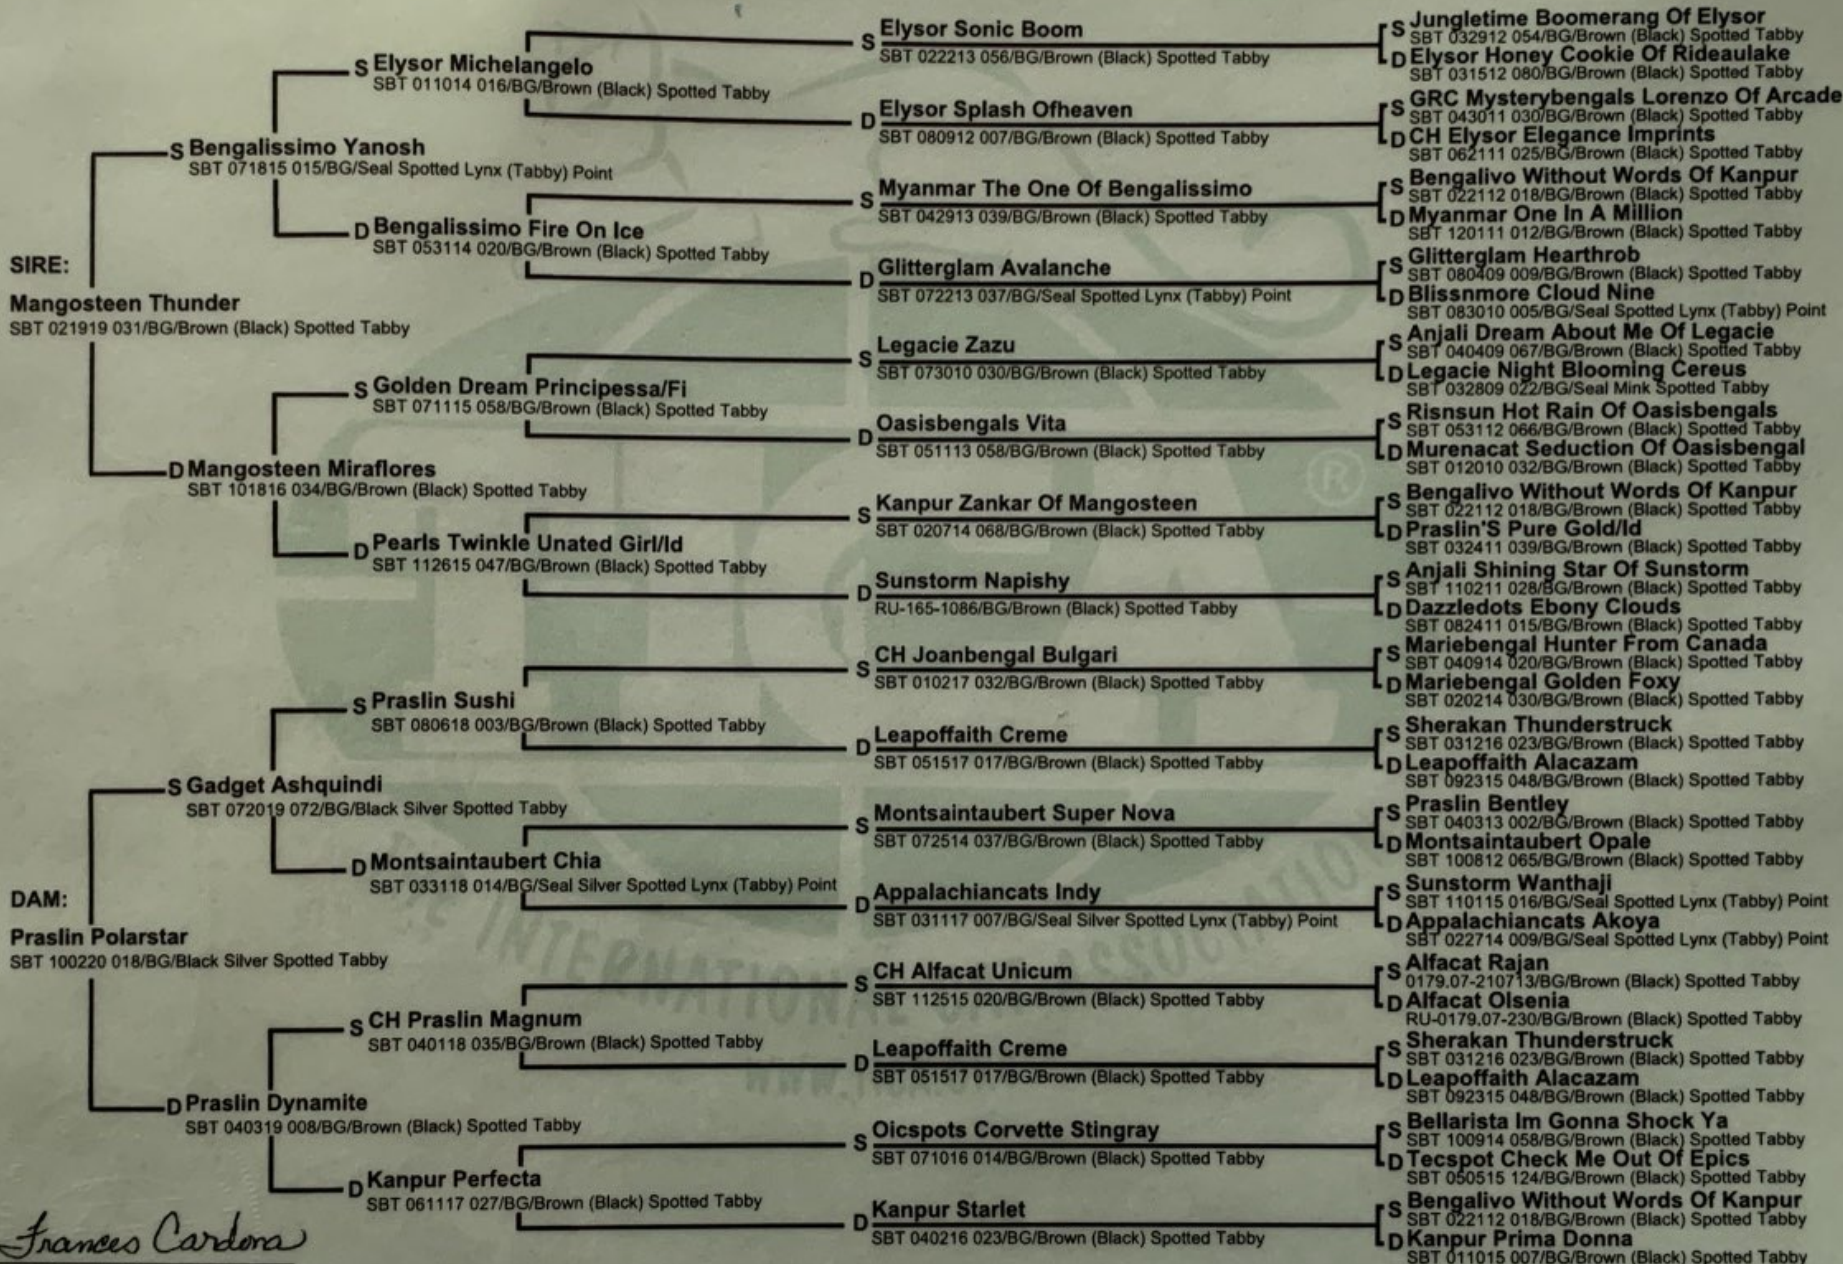 SIRE:
Mangosteen Thunder
SBT 021919 031/BG/Brown (Black) Spotted Tabby
S Bengalissimo Yanosh
SBT 071815 015/BG/Seal Spotted Lynx (Tabby) Point
D Mangosteen Miraflores
SBT 101816 034/BG/Brown (Black) Spotted Tabby
S Elysor Michelangelo
SBT 011014 016/BG/Brown (Black) Spotted Tabby
D Bengalissimo Fire On Ice
SBT 053114 020/BG/Brown (Black) Spotted Tabby
S Golden Dream Principessa/Fi
SBT 071115 058/BG/Brown (Black) Spotted Tabby
D Pearls Twinkle Unated Girl/Id
SBT 112615 047/BG/Brown (Black) Spotted Tabby
S Elysor Sonic Boom
SBT 022213 056/BG/Brown (Black) Spotted Tabby
D Elysor Splash Ofheaven
SBT 080912 007/BG/Brown (Black) Spotted Tabby
S Myanmar The One Of Bengalissimo
SBT 042913 039/BG/Brown (Black) Spotted Tabby
D Glitterglam Avalanche
SBT 072213 037/BG/Seal Spotted Lynx (Tabby) Point
S Legacie Zazu
SBT 073010 030/BG/Brown (Black) Spotted Tabby
D Oasisbengals Vita
SBT 051113 058/BG/Brown (Black) Spotted Tabby
S Kanpur Zankar Of Mangosteen
SBT 020714 068/BG/Brown (Black) Spotted Tabby
D Sunstorm Napishy
RU-165-1086/BG/Brown (Black) Spotted Tabby
S Jungletime Boomerang Of Elysor
SBT 032912 054/BG/Brown (Black) Spotted Tabby
D Elysor Honey Cookie Of Rideaulake
SBT 031512 080/BG/Brown (Black) Spotted Tabby
S GRC Mysterybengals Lorenzo Of Arcade
SBT 043011 030/BG/Brown (Black) Spotted Tabby
D CH Elysor Elegance Imprints
SBT 062111 025/BG/Brown (Black) Spotted Tabby
S Bengalivo Without Words Of Kanpur
SBT 022112 018/BG/Brown (Black) Spotted Tabby
D Myanmar One In A Million
SBT 120111 012/BG/Brown (Black) Spotted Tabby
S Glitterglam Hearthrob
SBT 080409 009/BG/Brown (Black) Spotted Tabby
D Blissnmore Cloud Nine
SBT 083010 005/BG/Seal Spotted Lynx (Tabby) Point
S Anjali Dream About Me Of Legacie
SBT 040409 067/BG/Brown (Black) Spotted Tabby
D Legacie Night Blooming Cereus
SBT 032809 022/BG/Seal Mink Spotted Tabby
S Risnsun Hot Rain Of Oasisbengals
SBT 053112 066/BG/Brown (Black) Spotted Tabby
D Murenacat Seduction Of Oasisbengal
SBT 012010 032/BG/Brown (Black) Spotted Tabby
S Bengalivo Without Words Of Kanpur
SBT 022112 018/BG/Brown (Black) Spotted Tabby
D Praslin'S Pure Gold/Id
SBT 032411 039/BG/Brown (Black) Spotted Tabby
S Anjali Shining Star Of Sunstorm
SBT 110211 028/BG/Brown (Black) Spotted Tabby
D Dazzledots Ebony Clouds
SBT 082411 015/BG/Brown (Black) Spotted Tabby
DAM:
Praslin Polarstar
SBT 100220 018/BG/Black Silver Spotted Tabby
S Gadget Ashquindi
SBT 072019 072/BG/Black Silver Spotted Tabby
D Praslin Dynamite
SBT 040319 008/BG/Brown (Black) Spotted Tabby
S Praslin Sushi
SBT 080618 003/BG/Brown (Black) Spotted Tabby
D Montsaintaubert Chia
SBT 033118 014/BG/Seal Silver Spotted Lynx (Tabby) Point
S CH Praslin Magnum
SBT 040118 035/BG/Brown (Black) Spotted Tabby
D Kanpur Perfecta
SBT 061117 027/BG/Brown (Black) Spotted Tabby
S CH Joanbengal Bulgari
SBT 010217 032/BG/Brown (Black) Spotted Tabby
D Leapoffaith Creme
SBT 051517 017/BG/Brown (Black) Spotted Tabby
S Montsaintaubert Super Nova
SBT 072514 037/BG/Brown (Black) Spotted Tabby
D Appalachiancats Indy
SBT 031117 007/BG/Seal Silver Spotted Lynx (Tabby) Point
S CH Alfacat Unicum
SBT 112515 020/BG/Brown (Black) Spotted Tabby
D Leapoffaith Creme
SBT 051517 017/BG/Brown (Black) Spotted Tabby
S Oicspots Corvette Stingray
SBT 071016 014/BG/Brown (Black) Spotted Tabby
D Kanpur Starlet
SBT 040216 023/BG/Brown (Black) Spotted Tabby
S Mariebengal Hunter From Canada
SBT 040914 020/BG/Brown (Black) Spotted Tabby
D Mariebengal Golden Foxy
SBT 020214 030/BG/Brown (Black) Spotted Tabby
S Sherakan Thunderstruck
SBT 031216 023/BG/Brown (Black) Spotted Tabby
D Leapoffaith Alacazam
SBT 092315 048/BG/Brown (Black) Spotted Tabby
S Praslin Bentley
SBT 040313 002/BG/Brown (Black) Spotted Tabby
D Montsaintaubert Opale
SBT 100812 065/BG/Brown (Black) Spotted Tabby
S Sunstorm Wanthaji
SBT 110115 016/BG/Seal Spotted Lynx (Tabby) Point
D Appalachiancats Akoya
SBT 022714 009/BG/Seal Spotted Lynx (Tabby) Point
S Alfacat Rajan
0179.07-210713/BG/Brown (Black) Spotted Tabby
D Alfacat Olsenia
RU-0179.07-230/BG/Brown (Black) Spotted Tabby
S Sherakan Thunderstruck
SBT 031216 023/BG/Brown (Black) Spotted Tabby
D Leapoffaith Alacazam
SBT 092315 048/BG/Brown (Black) Spotted Tabby
S Bellarista Im Gonna Shock Ya
SBT 100914 058/BG/Brown (Black) Spotted Tabby
D Tecspot Check Me Out Of Epics
SBT 050515 124/BG/Brown (Black) Spotted Tabby
S Bengalivo Without Words Of Kanpur
SBT 022112 018/BG/Brown (Black) Spotted Tabby
D Kanpur Prima Donna
SBT 011015 007/BG/Brown (Black) Spotted Tabby
TICA
®
THE INTERNATIONAL CAT ASSOCIATION
Frances Cardona